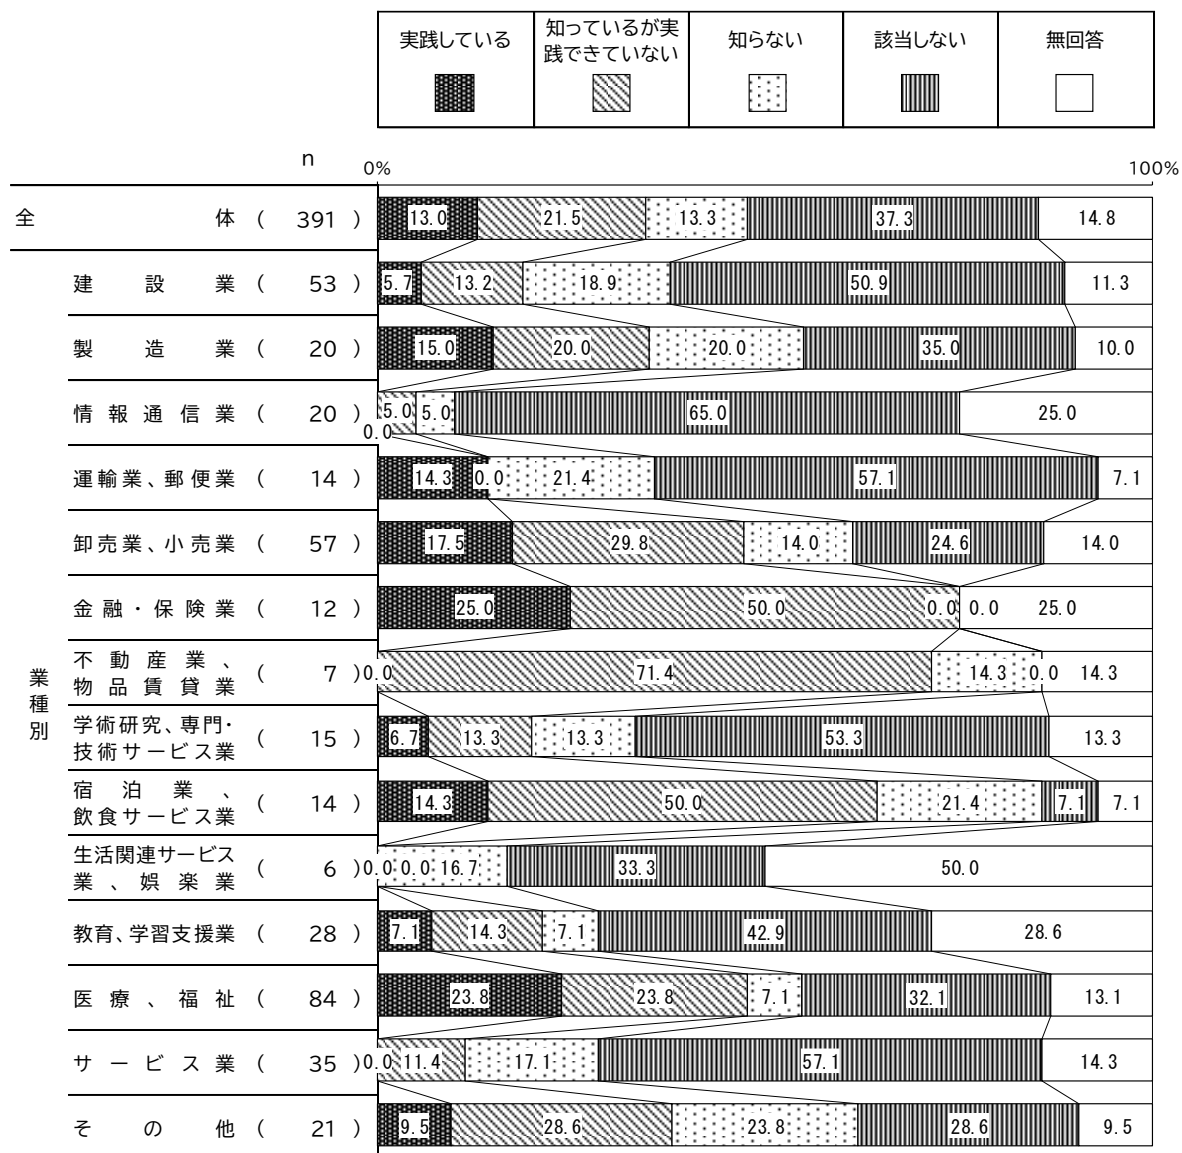 実践している
知っているが実
践できていない
知らない
該当しない
無回答
n
0%
100%
全体 ( 391 ) 13.0 21.5 13.3 37.3 14.8
業種別
建設業 ( 53 ) 5.7 13.2 18.9 50.9 11.3
製造業 ( 20 ) 15.0 20.0 20.0 35.0 10.0
情報通信業 ( 20 ) 0.0 5.0 5.0 65.0 25.0
運輸業、郵便業 ( 14 ) 14.3 0.0 21.4 57.1 7.1
卸売業、小売業 ( 57 ) 17.5 29.8 14.0 24.6 14.0
金融・保険業 ( 12 ) 25.0 50.0 0.0 0.0 25.0
不動産業、
物品賃貸業 ( 7 ) 0.0 71.4 14.3 0.0 14.3
学術研究、専門・
技術サービス業 ( 15 ) 6.7 13.3 13.3 53.3 13.3
宿泊業、
飲食サービス業 ( 14 ) 14.3 50.0 21.4 7.1 7.1
生活関連サービス
業、娯楽業 ( 6 ) 0.0 0.0 16.7 33.3 50.0
教育、学習支援業 ( 28 ) 7.1 14.3 7.1 42.9 28.6
医療、福祉 ( 84 ) 23.8 23.8 7.1 32.1 13.1
サービス業 ( 35 ) 0.0 11.4 17.1 57.1 14.3
その他 ( 21 ) 9.5 28.6 23.8 28.6 9.5